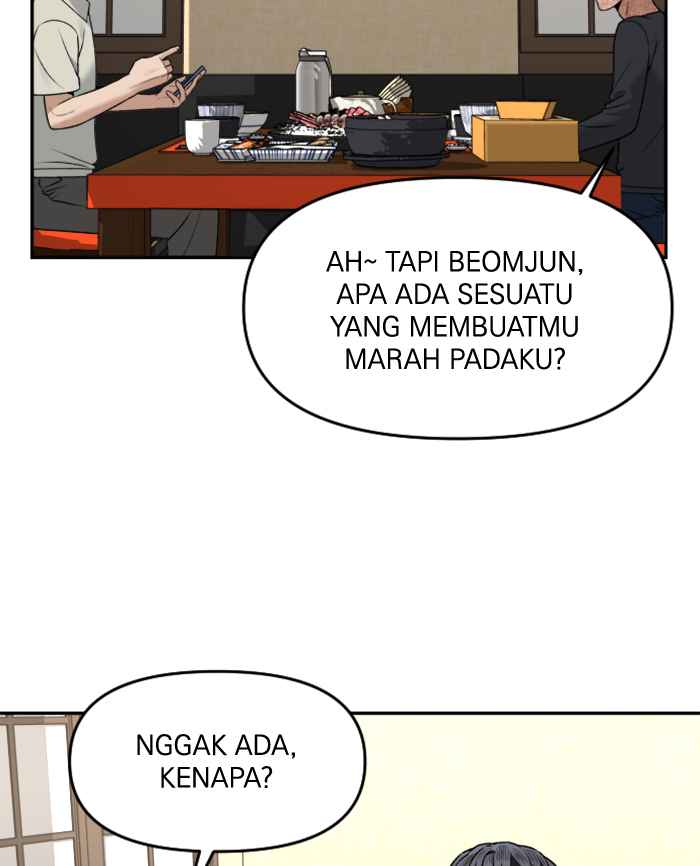 AH~ TAPI BEOMJUN,
APA ADA SESUATU
YANG MEMBUATMU
MARAH PADAKU?
NGGAK ADA,
KENAPA?